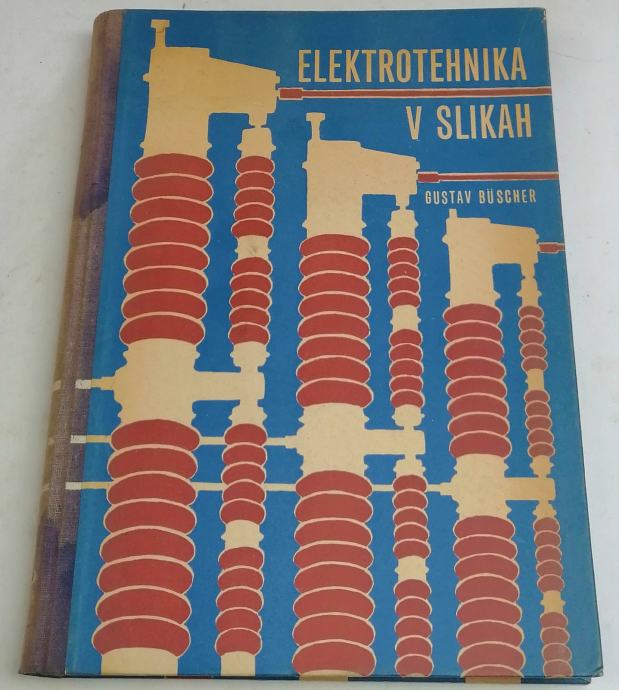 ELEKTROTEHNIKA
V SLIKAH
GUSTAV BÜSCHER